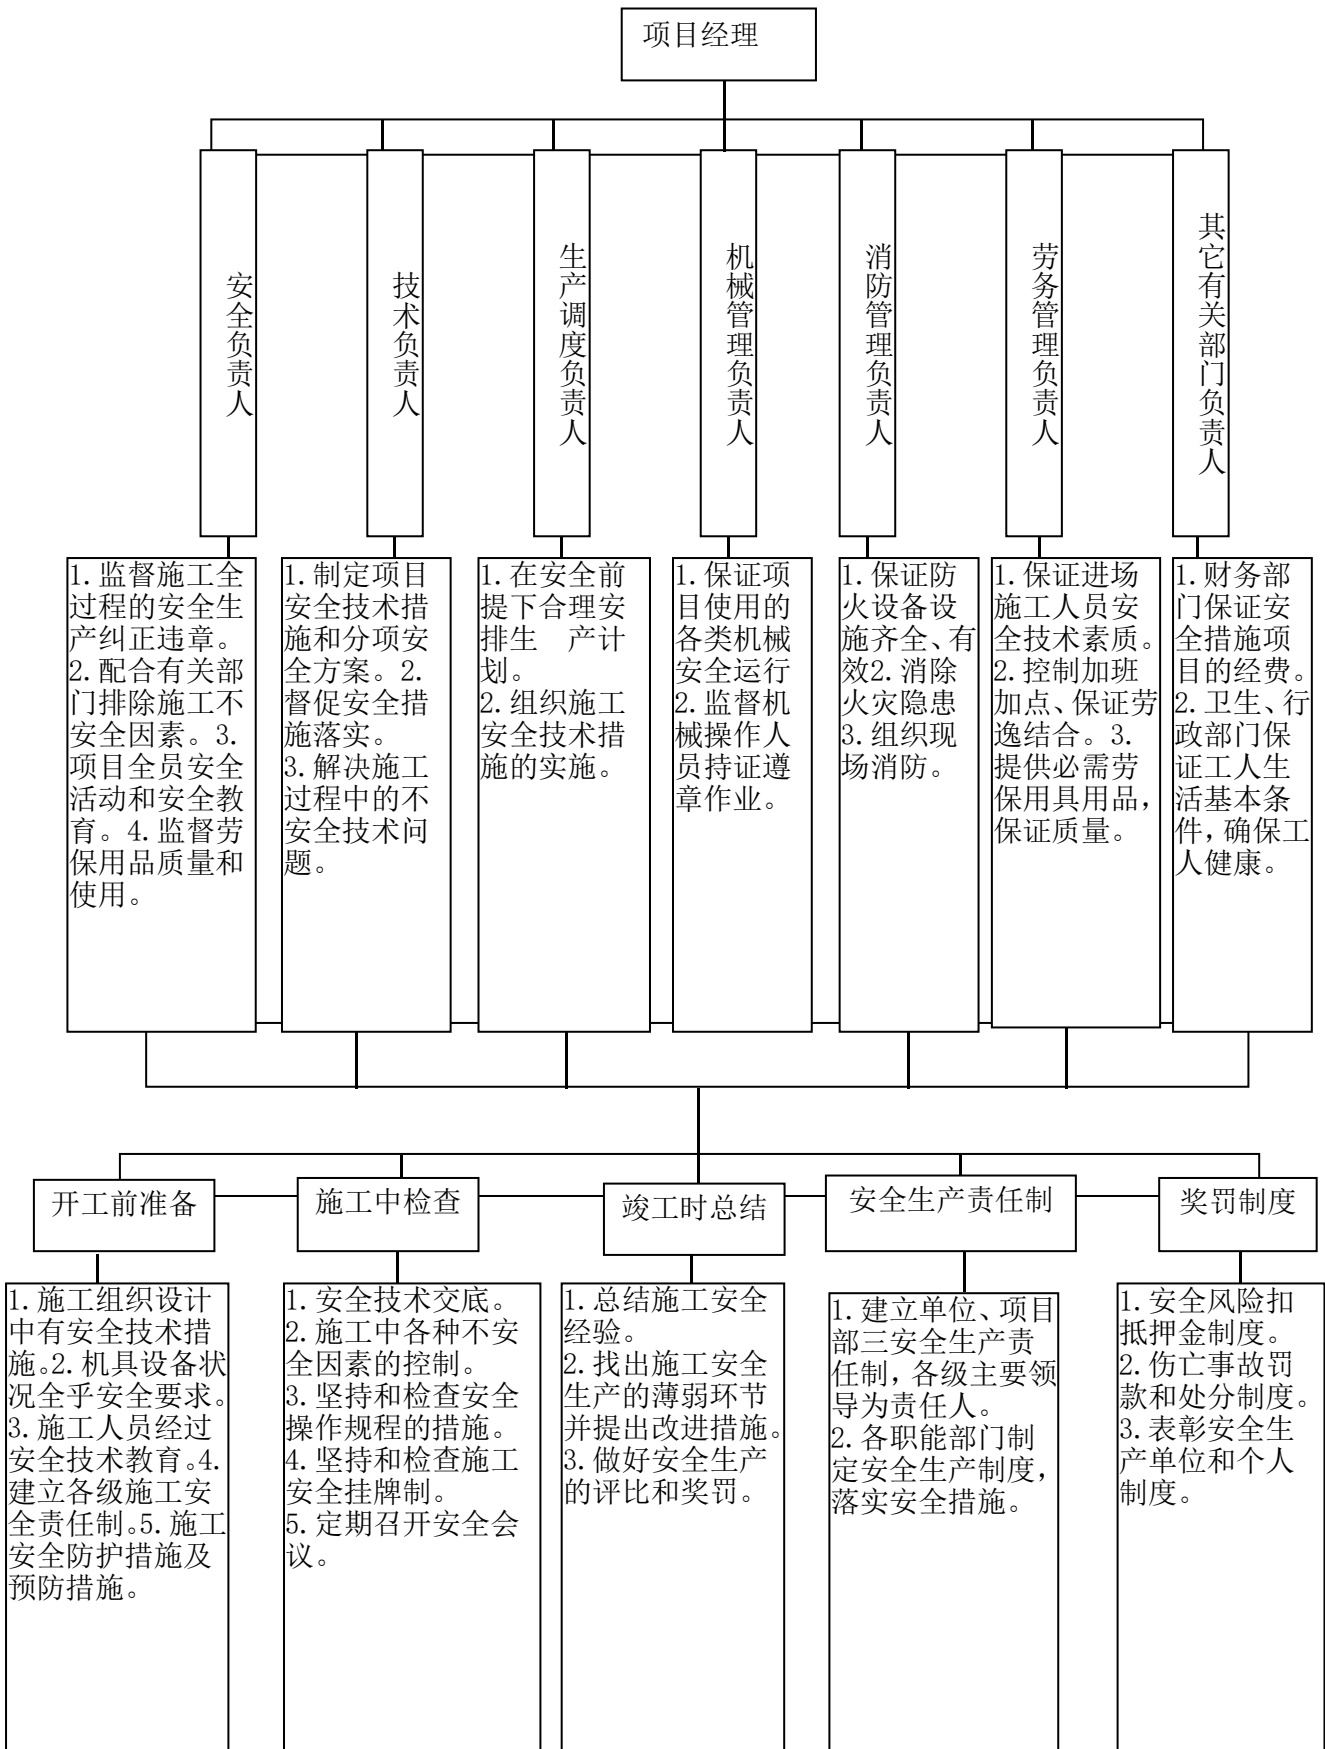 项目经理
安全负责人
技术负责人
生产调度负责人
机械管理负责人
消防管理负责人
劳务管理负责人
其它有关部门负责人
1.监督施工全
过程的安全生
产纠正违章。
2.配合有关部
门排除施工不
安全因素。3.
项目全员安全
活动和安全教
育。4.监督劳
保用品质量和
使用。
1.制定项目
安全技术措
施和分项安
全方案。2.
督促安全措
施落实。
3.解决施工
过程中的不
安全技术问
题。
1.在安全前
提下合理安
排生　产计
划。
2.组织施工
安全技术措
施的实施。
1.保证项
目使用的
各类机械
安全运行
2.监督机
械操作人
员持证遵
章作业。
1.保证防
火设备设
施齐全、有
效2.消除
火灾隐患
3.组织现
场消防。
1.保证进场
施工人员安
全技术素质。
2.控制加班
加点、保证劳
逸结合。3.
提供必需劳
保用具用品，
保证质量。
1.财务部
门保证安
全措施项
目的经费。
2.卫生、行
政部门保
证工人生
活基本条
件，确保工
人健康。
开工前准备
施工中检查
竣工时总结
安全生产责任制
奖罚制度
1.施工组织设计
中有安全技术措
施。2.机具设备状
况全乎安全要求。
3.施工人员经过
安全技术教育。4.
建立各级施工安
全责任制。5.施工
安全防护措施及
预防措施。
1.安全技术交底。
2.施工中各种不安
全因素的控制。
3.坚持和检查安全
操作规程的措施。
4.坚持和检查施工
安全挂牌制。
5.定期召开安全会
议。
1.总结施工安全
经验。
2.找出施工安全
生产的薄弱环节
并提出改进措施。
3.做好安全生产
的评比和奖罚。
1.建立单位、项目
部三安全生产责
任制，各级主要领
导为责任人。
2.各职能部门制
定安全生产制度，
落实安全措施。
1.安全风险扣
抵押金制度。
2.伤亡事故罚
款和处分制度。
3.表彰安全生
产单位和个人
制度。